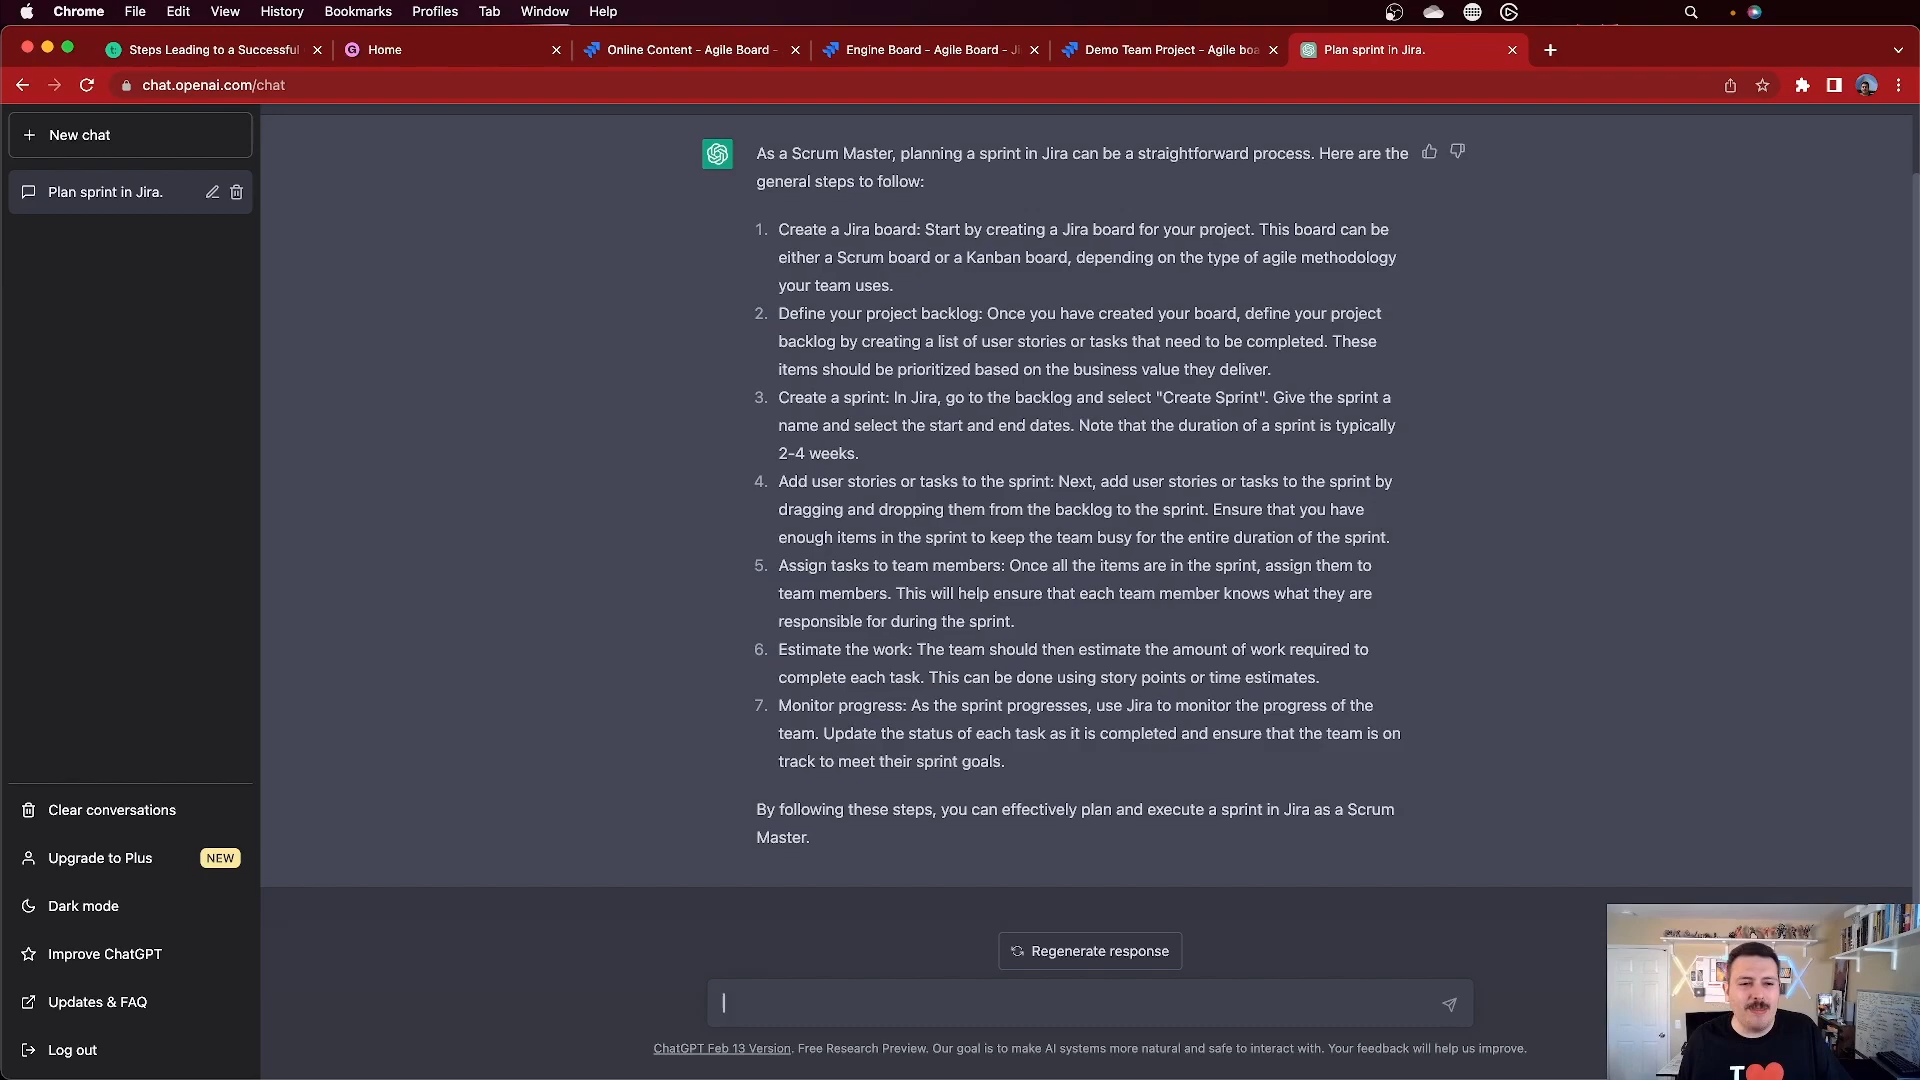 Chrome File Edit View History Bookmarks Profiles Tab Window Help
Steps Leading to a Successful
Home
Online Content - Agile Board -
Engine Board - Agile Board - Ji
Demo Team Project - Agile boa
Plan sprint in Jira.
chat.openai.com/chat
New chat
Plan sprint in Jira.
As a Scrum Master, planning a sprint in Jira can be a straightforward process. Here are the
general steps to follow:
1. Create a Jira board: Start by creating a Jira board for your project. This board can be
either a Scrum board or a Kanban board, depending on the type of agile methodology
your team uses.
2. Define your project backlog: Once you have created your board, define your project
backlog by creating a list of user stories or tasks that need to be completed. These
items should be prioritized based on the business value they deliver.
3. Create a sprint: In Jira, go to the backlog and select "Create Sprint". Give the sprint a
name and select the start and end dates. Note that the duration of a sprint is typically
2-4 weeks.
4. Add user stories or tasks to the sprint: Next, add user stories or tasks to the sprint by
dragging and dropping them from the backlog to the sprint. Ensure that you have
enough items in the sprint to keep the team busy for the entire duration of the sprint.
5. Assign tasks to team members: Once all the items are in the sprint, assign them to
team members. This will help ensure that each team member knows what they are
responsible for during the sprint.
6. Estimate the work: The team should then estimate the amount of work required to
complete each task. This can be done using story points or time estimates.
7. Monitor progress: As the sprint progresses, use Jira to monitor the progress of the
team. Update the status of each task as it is completed and ensure that the team is on
track to meet their sprint goals.
By following these steps, you can effectively plan and execute a sprint in Jira as a Scrum
Master.
Clear conversations
Upgrade to Plus NEW
Dark mode
Improve ChatGPT
Updates & FAQ
Log out
Regenerate response
ChatGPT Feb 13 Version. Free Research Preview. Our goal is to make AI systems more natural and safe to interact with. Your feedback will help us improve.
I